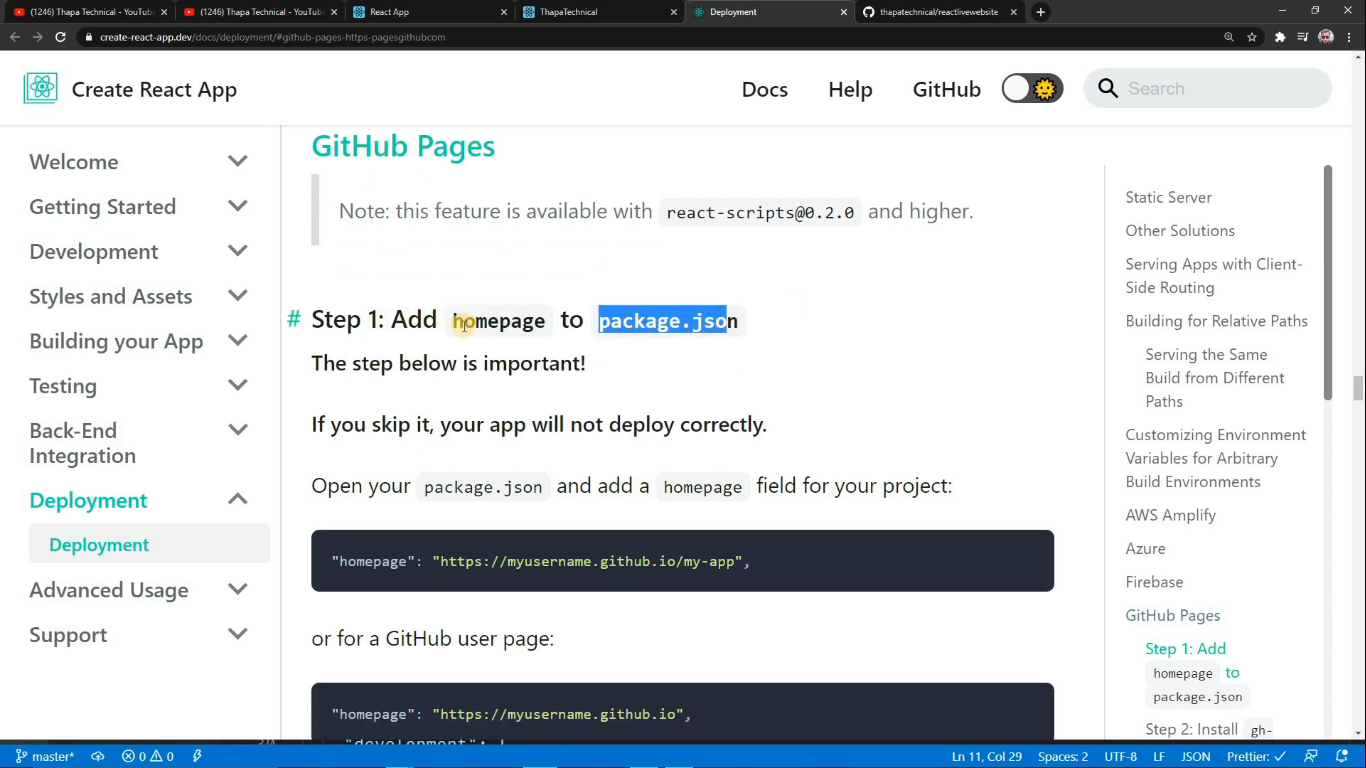 (1246) Thapa Technical - YouTub
(1246) Thapa Technical - YouTub
React App
ThapaTechnical
Deployment
thapatechnical/reactlivewebsite
create-react-app.dev/docs/deployment/#github-pages-https-pagesgithubcom
Create React App
Docs
Help
GitHub
Search
Welcome
Getting Started
Development
Styles and Assets
Building your App
Testing
Back-End
Integration
Deployment
Deployment
Advanced Usage
Support
GitHub Pages
Note: this feature is available with react-scripts@0.2.0 and higher.
# Step 1: Add homepage to package.json
The step below is important!
If you skip it, your app will not deploy correctly.
Open your package.json and add a homepage field for your project:
"homepage": "https://myusername.github.io/my-app",
or for a GitHub user page:
"homepage": "https://myusername.github.io",
Static Server
Other Solutions
Serving Apps with Client-
Side Routing
Building for Relative Paths
Serving the Same
Build from Different
Paths
Customizing Environment
Variables for Arbitrary
Build Environments
AWS Amplify
Azure
Firebase
GitHub Pages
Step 1: Add
homepage to
package.json
Step 2: Install gh-
"development": [
master*
0
0
Ln 11, Col 29
Spaces: 2
UTF-8
LF
JSON
Prettier: ✓